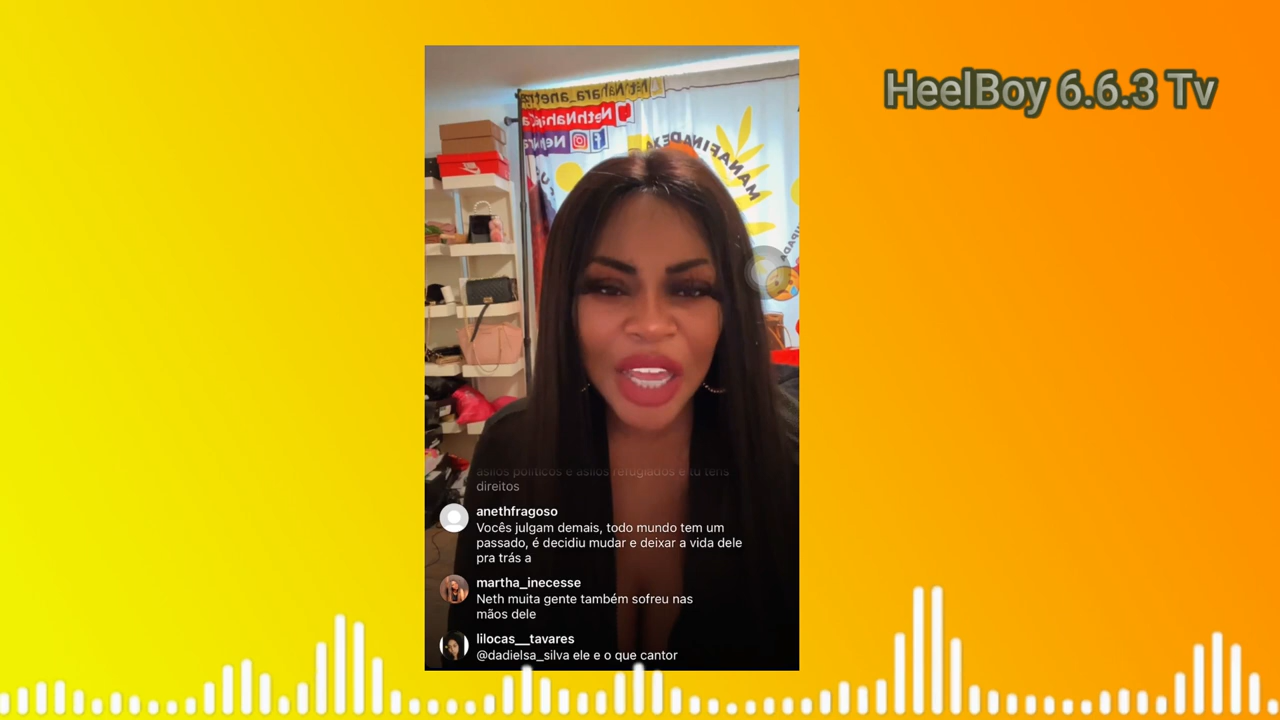 HeelBoy 6.6.3 Tv
NethNahara
MANAFINADEXA
asilos políticos e asilos refugiados e tu tens
direitos
anethfragoso
Vocês julgam demais, todo mundo tem um
passado, é decidiu mudar e deixar a vida dele
pra trás a
martha_inecesse
Neth muita gente também sofreu nas
mãos dele
lilocas__tavares
@dadielsa_silva ele e o que cantor